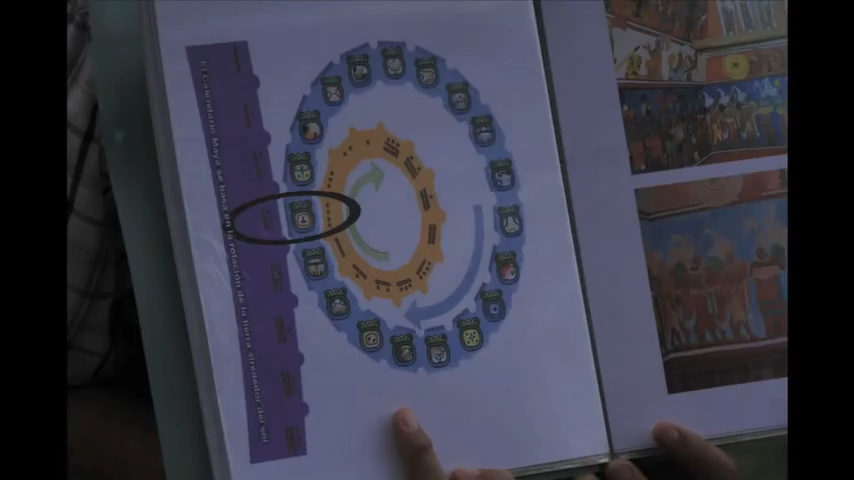 El Calendario Maya se basa en la rotación de la tierra alrededor del sol